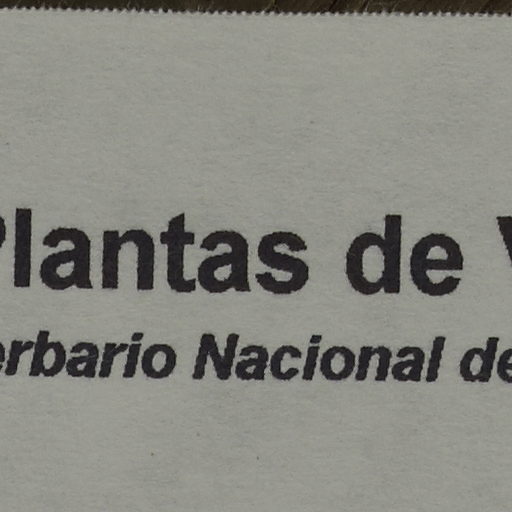 Plantas de V
erbario Nacional de